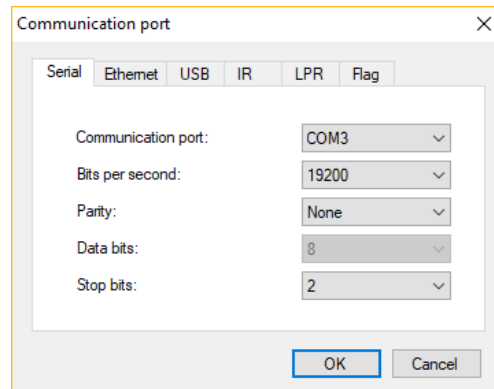 Communication port
Serial Ethernet USB IR LPR Flag
Communication port: COM3
Bits per second: 19200
Parity: None
Data bits: 8
Stop bits: 2
OK Cancel